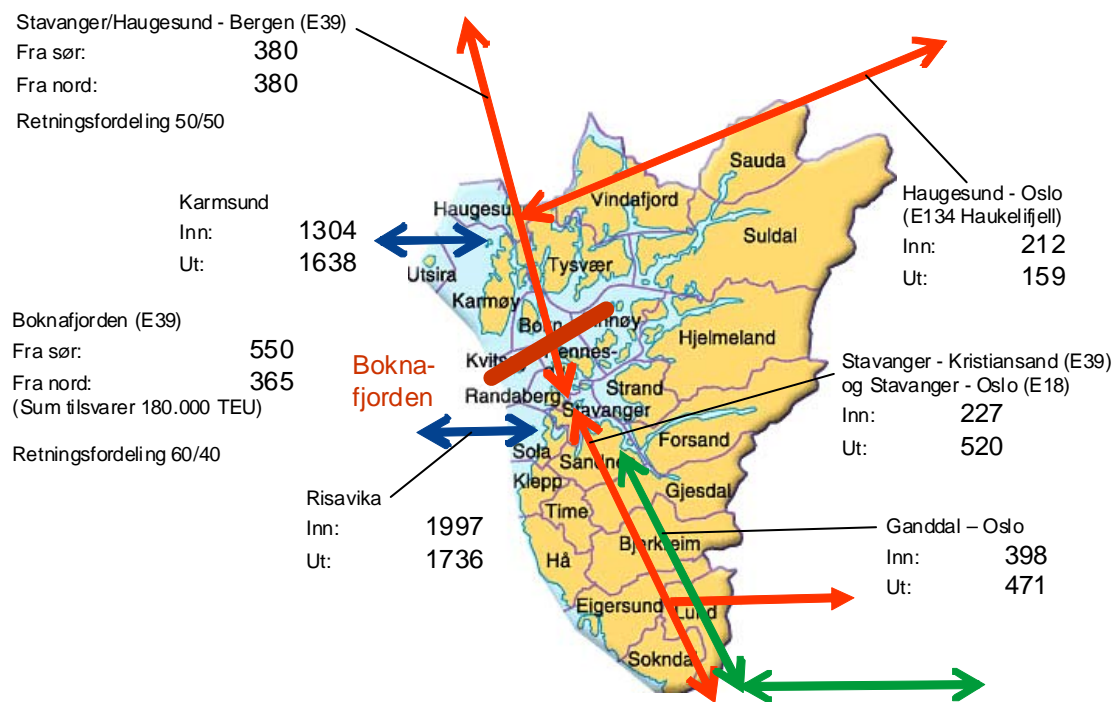 Stavanger/Haugesund - Bergen (E39)
Fra sør: 380
Fra nord: 380
Retningsfordeling 50/50
Karmsund
Inn: 1304
Ut: 1638
Boknafjorden (E39)
Fra sør: 550
Fra nord: 365
(Sum tilsvarer 180.000 TEU)
Retningsfordeling 60/40
Bokna-
fjorden
Risavika
Inn: 1997
Ut: 1736
Haugesund - Oslo
(E134 Haukelifjell)
Inn: 212
Ut: 159
Stavanger - Kristiansand (E39)
og Stavanger - Oslo (E18)
Inn: 227
Ut: 520
Ganddal – Oslo
Inn: 398
Ut: 471
Sauda
Vindafjord
Suldal
Utsira
Tysvær
Karmøy
Hjelmeland
Strand
Randaberg
Stavanger
Forsand
Sola
Klepp
Gjesdal
Time
Bjerkreim
Hå
Eigersund
Lund